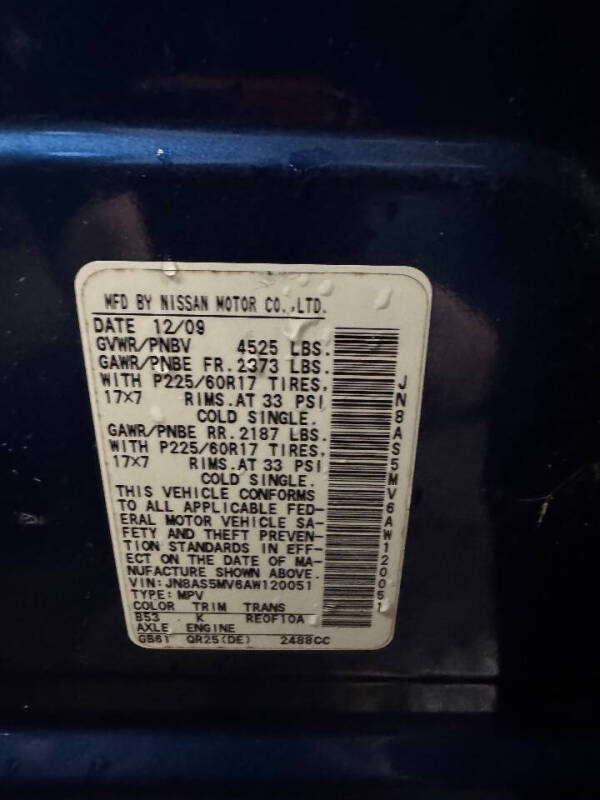 MFD BY NISSAN MOTOR CO.,LTD.
DATE 12/09
GVWR/PNBV 4525 LBS.
GAWR/PNBE FR. 2373 LBS.
WITH P225/60R17 TIRES,
17X7 RIMS.AT 33 PSI
COLD SINGLE.
GAWR/PNBE RR. 2187 LBS.
WITH P225/60R17 TIRES,
17X7 RIMS.AT 33 PSI
COLD SINGLE.
THIS VEHICLE CONFORMS
TO ALL APPLICABLE FED-
ERAL MOTOR VEHICLE SA-
FETY AND THEFT PREVEN-
TION STANDARDS IN EFF-
ECT ON THE DATE OF MA-
NUFACTURE SHOWN ABOVE.
VIN: JN8AS5MV6AW120051
TYPE: MPV
COLOR TRIM TRANS
B53 K RE0F10A
AXLE ENGINE
GB61 QR25(DE) 2488CC
JN8AS5MV6AW120051